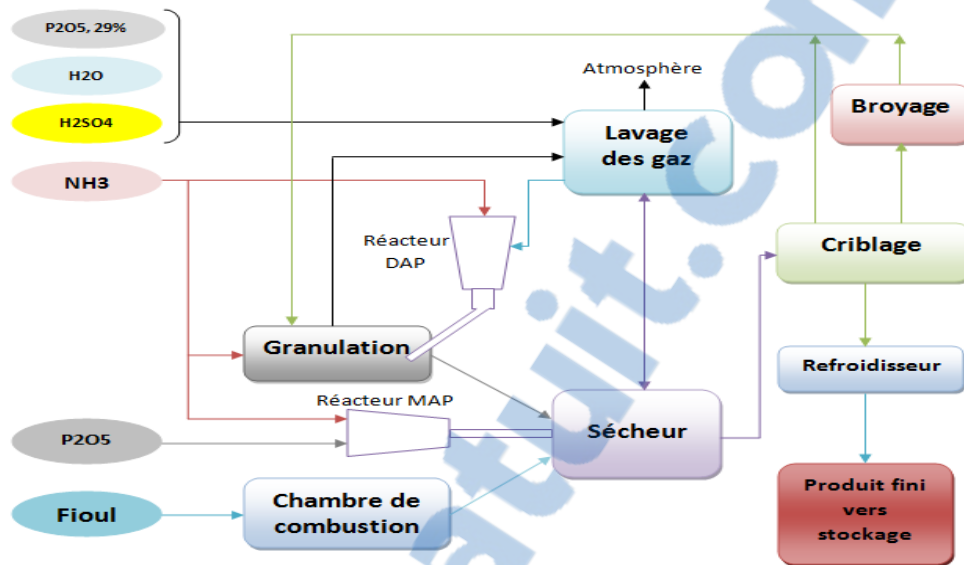 P2O5, 29%
H2O
H2SO4
NH3
P2O5
Fioul
Atmosphère
Lavage
des gaz
Broyage
Réacteur
DAP
Criblage
Granulation
Réacteur MAP
Refroidisseur
Sécheur
Chambre de
combustion
Produit fini
vers
stockage